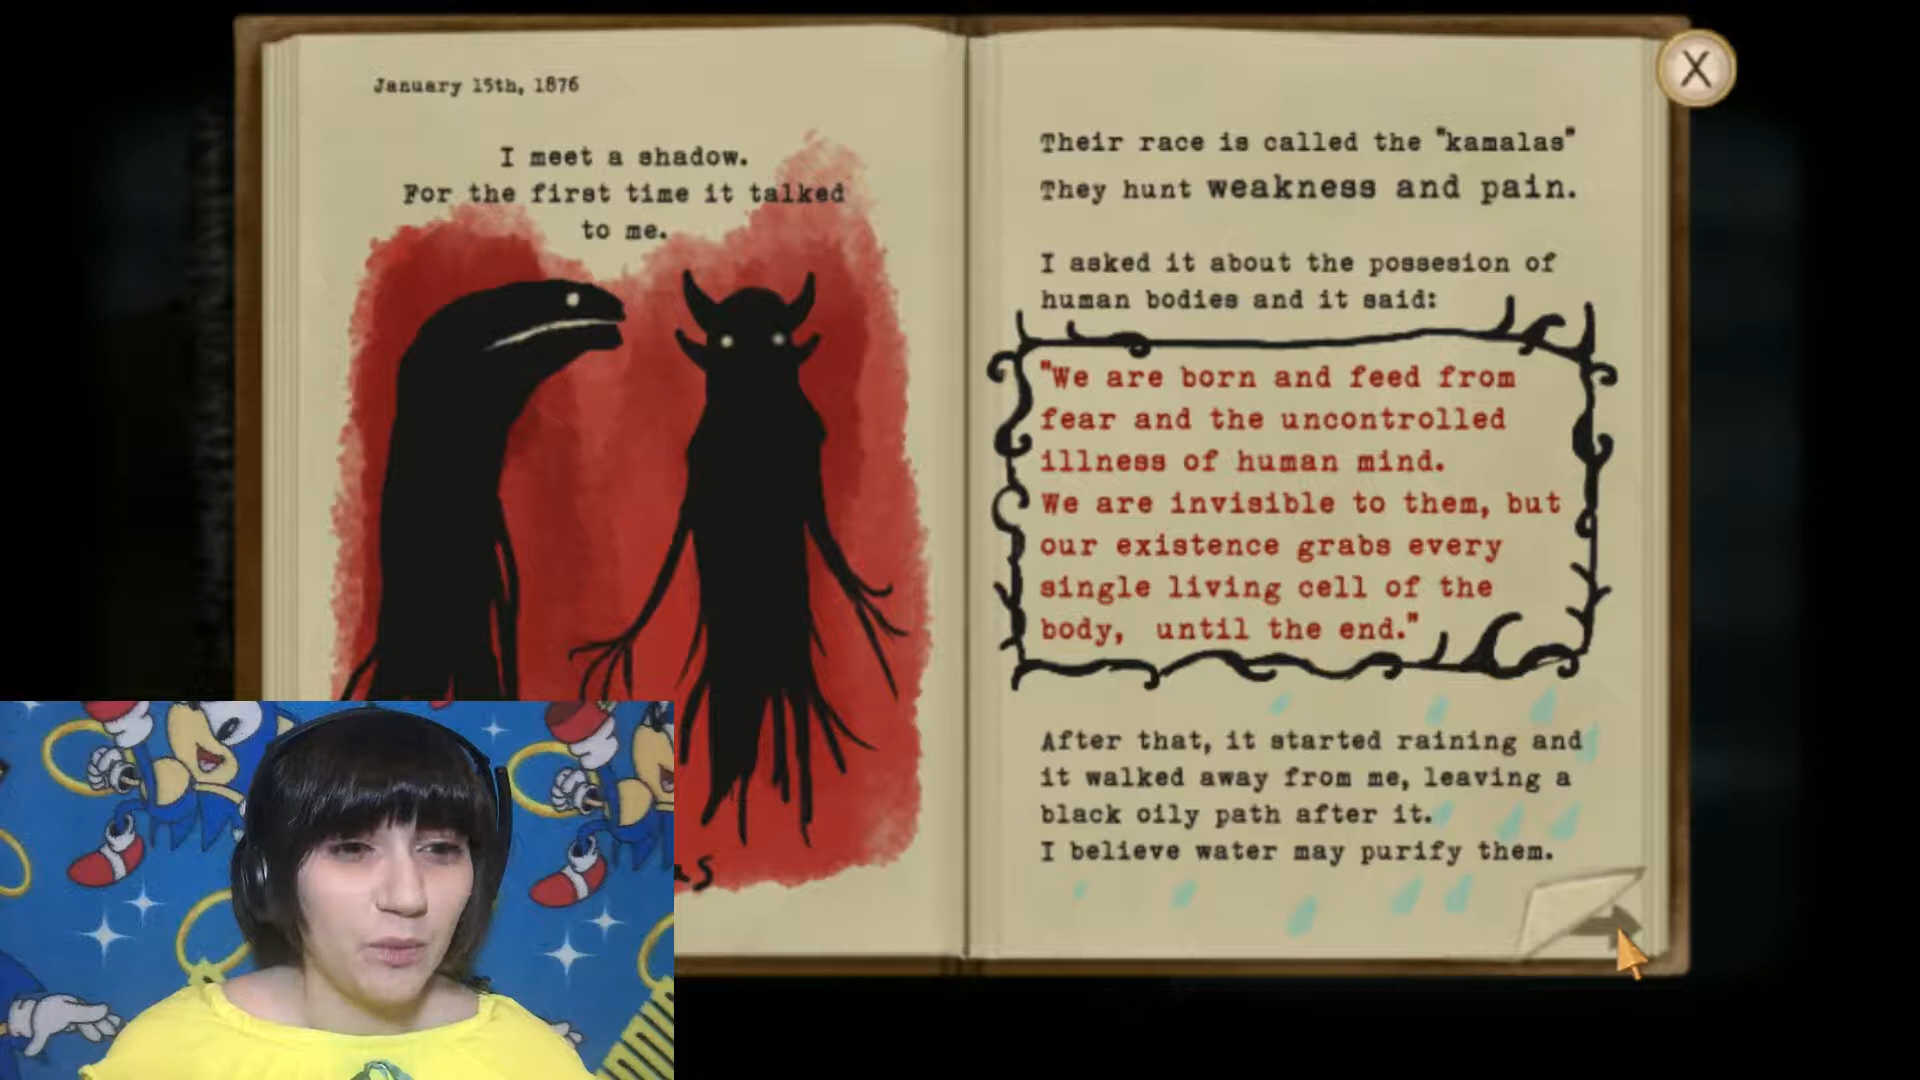 January 15th, 1876
I meet a shadow.
For the first time it talked
to me.
Their race is called the "kamalas"
They hunt weakness and pain.
I asked it about the possesion of
human bodies and it said:
"We are born and feed from
fear and the uncontrolled
illness of human mind.
We are invisible to them, but
our existence grabs every
single living cell of the
body, until the end."
After that, it started raining and
it walked away from me, leaving a
black oily path after it.
I believe water may purify them.
X